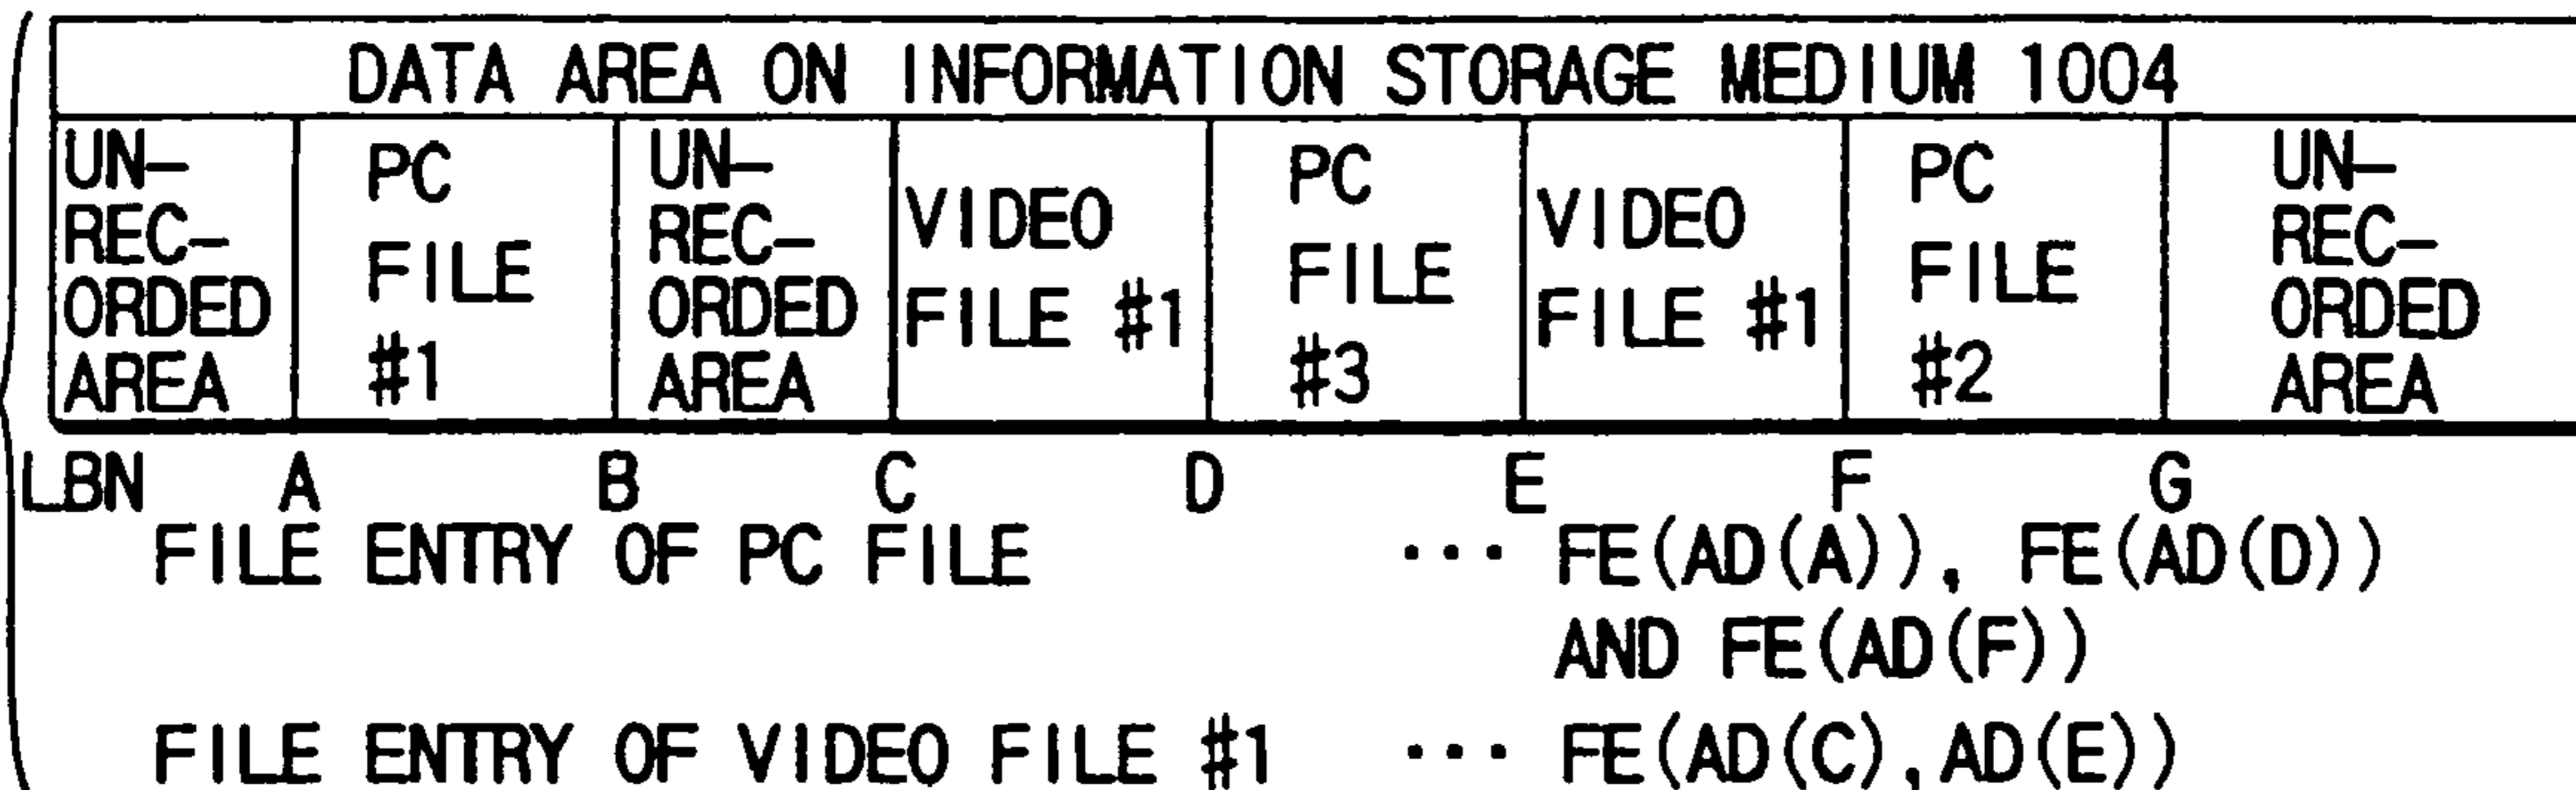 DATA AREA ON INFORMATION STORAGE MEDIUM 1004
UN-
REC-
ORDED
AREA
PC
FILE
#1
UN-
REC-
ORDED
AREA
VIDEO
FILE #1
PC
FILE
#3
VIDEO
FILE #1
PC
FILE
#2
UN-
REC-
ORDED
AREA
LBN A B C D E F G
FILE ENTRY OF PC FILE ··· FE(AD(A)), FE(AD(D))
AND FE(AD(F))
FILE ENTRY OF VIDEO FILE #1 ··· FE(AD(C),AD(E))